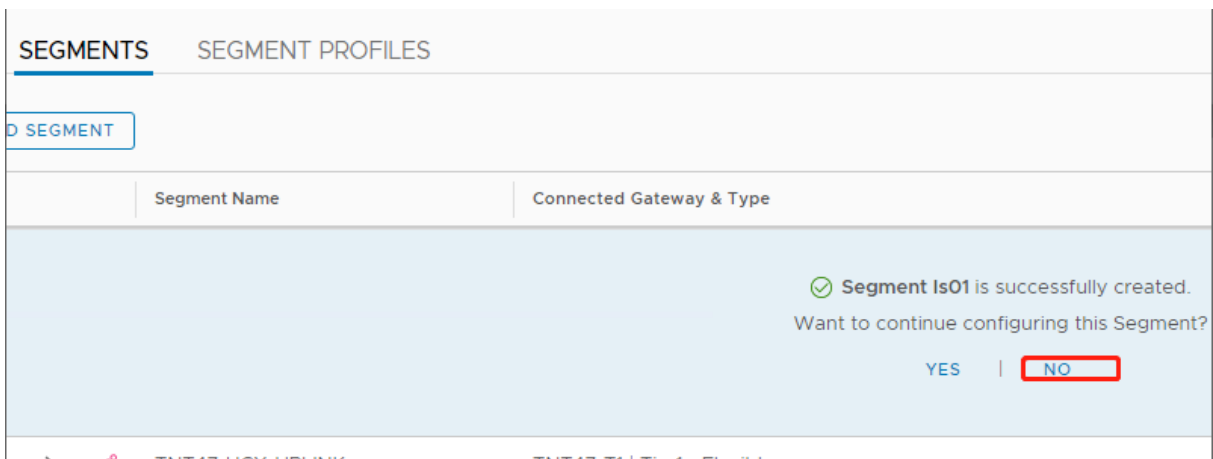 SEGMENTS SEGMENT PROFILES
D SEGMENT
Segment Name Connected Gateway & Type
Segment ls01 is successfully created.
Want to continue configuring this Segment?
YES | NO